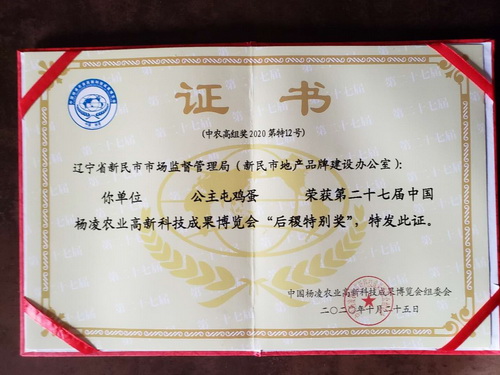 证书
(中农高组奖2020第特12号)
辽宁省新民市市场监督管理局(新民市地产品牌建设办公室):
你单位 公主屯鸡蛋 荣获第二十七届中国
杨凌农业高新科技成果博览会“后稷特别奖”,特发此证。
中国杨凌农业高新科技成果博览会组委会
二〇二〇年十月二十五日